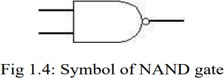 Fig 1.4: Symbol of NAND gate